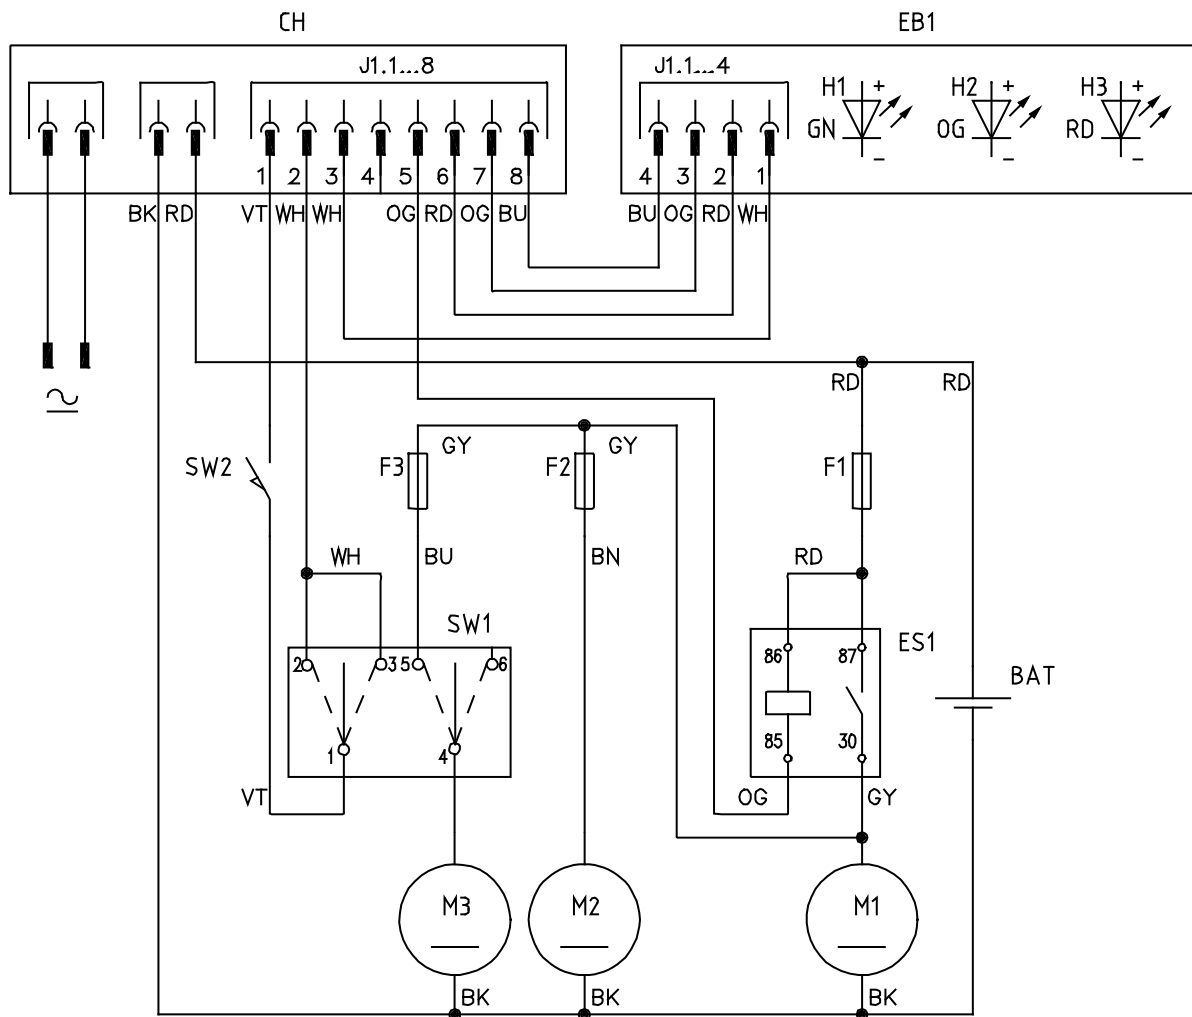 CH EB1
J1.1...8 J1.1...4
H1 + H2 + H3 +
GN OG RD
- - -
1 2 3 4 5 6 7 8 4 3 2 1
BK RD VT WH WH OG RD OG BU BU OG RD WH
RD RD
GY GY
SW2 F3 F2 F1
WH BU BN RD
SW1 ES1
2 3 5 6 86 87
BAT
1 4 85 30
VT OG GY
M3 M2 M1
BK BK BK